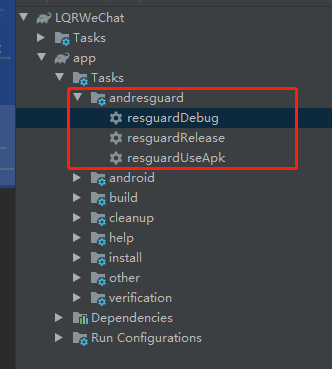 LQRWeChat
Tasks
app
Tasks
andresguard
resguardDebug
resguardRelease
resguardUseApk
android
build
cleanup
help
install
other
verification
Dependencies
Run Configurations